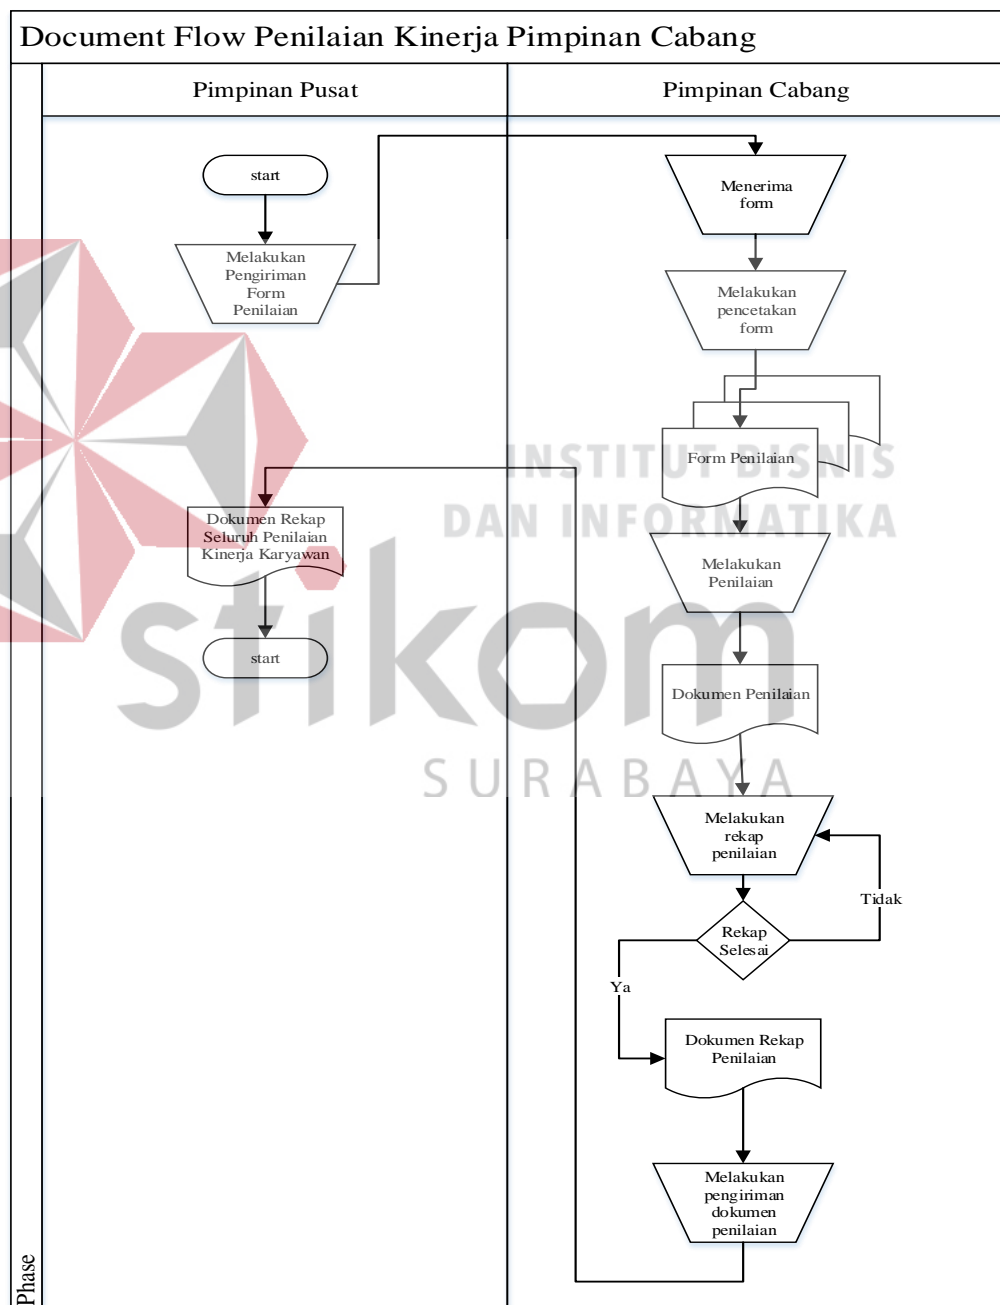 Document Flow Penilaian Kinerja Pimpinan Cabang
Pimpinan Pusat
Pimpinan Cabang
start
Melakukan
Pengiriman
Form
Penilaian
Menerima
form
Melakukan
pencetakan
form
Form Penilaian
Melakukan
Penilaian
Dokumen Penilaian
Melakukan
rekap
penilaian
Rekap
Selesai
Tidak
Ya
Dokumen Rekap
Penilaian
Melakukan
pengiriman
dokumen
penilaian
Dokumen Rekap
Seluruh Penilaian
Kinerja Karyawan
start
Phase
INSTITUT BISNIS
DAN INFORMATIKA
stikom
SURABAYA